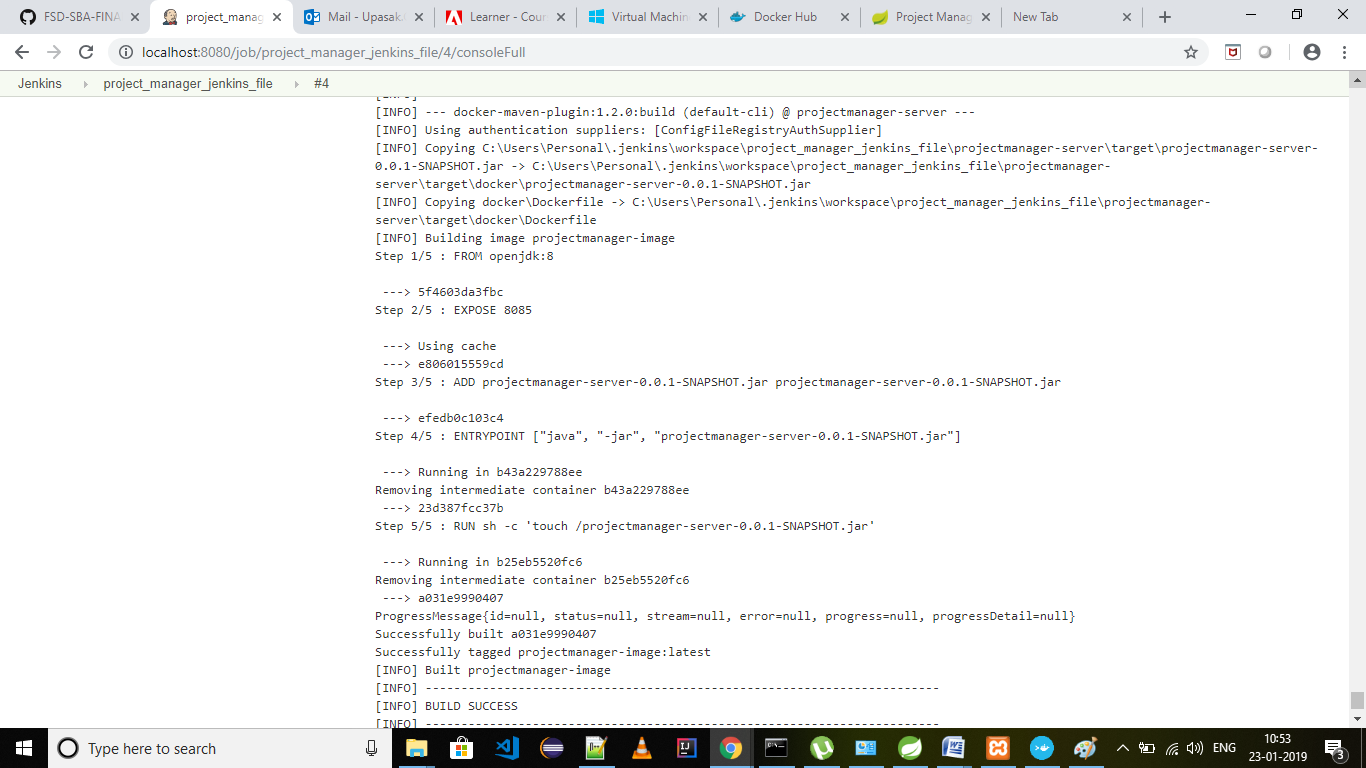 FSD-SBA-FINA
project_manag
Mail - Upasak
Learner - Cour
Virtual Machin
Docker Hub
Project Manag
New Tab
localhost:8080/job/project_manager_jenkins_file/4/consoleFull
Jenkins
project_manager_jenkins_file
#4
[INFO] --- docker-maven-plugin:1.2.0:build (default-cli) @ projectmanager-server ---
[INFO] Using authentication suppliers: [ConfigFileRegistryAuthSupplier]
[INFO] Copying C:\Users\Personal\.jenkins\workspace\project_manager_jenkins_file\projectmanager-server\target\projectmanager-server-
0.0.1-SNAPSHOT.jar -> C:\Users\Personal\.jenkins\workspace\project_manager_jenkins_file\projectmanager-
server\target\docker\projectmanager-server-0.0.1-SNAPSHOT.jar
[INFO] Copying docker\Dockerfile -> C:\Users\Personal\.jenkins\workspace\project_manager_jenkins_file\projectmanager-
server\target\docker\Dockerfile
[INFO] Building image projectmanager-image
Step 1/5 : FROM openjdk:8
---> 5f4603da3fbc
Step 2/5 : EXPOSE 8085
---> Using cache
---> e806015559cd
Step 3/5 : ADD projectmanager-server-0.0.1-SNAPSHOT.jar projectmanager-server-0.0.1-SNAPSHOT.jar
---> efedb0c103c4
Step 4/5 : ENTRYPOINT ["java", "-jar", "projectmanager-server-0.0.1-SNAPSHOT.jar"]
---> Running in b43a229788ee
Removing intermediate container b43a229788ee
---> 23d387fcc37b
Step 5/5 : RUN sh -c 'touch /projectmanager-server-0.0.1-SNAPSHOT.jar'
---> Running in b25eb5520fc6
Removing intermediate container b25eb5520fc6
---> a031e9990407
ProgressMessage{id=null, status=null, stream=null, error=null, progress=null, progressDetail=null}
Successfully built a031e9990407
Successfully tagged projectmanager-image:latest
[INFO] Built projectmanager-image
[INFO] ------------------------------------------------------------------------
[INFO] BUILD SUCCESS
[INFO] ------------------------------------------------------------------------
Type here to search
ENG
10:53
23-01-2019
3